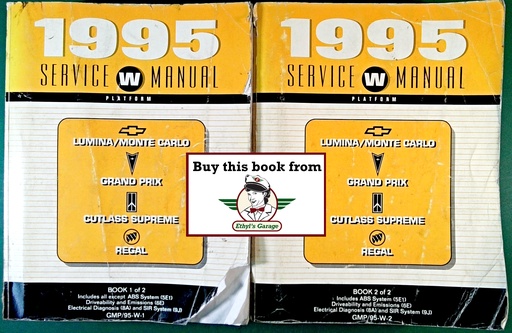 1995
SERVICE W MANUAL
PLATFORM
LUMINA/MONTE CARLO
GRAND PRIX
CUTLASS SUPREME
REGAL
BOOK 1 of 2
Includes all except ABS System (5E1)
Driveability and Emissions (6E)
Electrical Diagnosis (8A) and SIR System (9J)
GMP/95-W-1
Buy this book from
Ethyl's Garage
1995
SERVICE W MANUAL
PLATFORM
LUMINA/MONTE CARLO
GRAND PRIX
CUTLASS SUPREME
REGAL
BOOK 2 of 2
Includes ABS System (5E1)
Driveability and Emissions (6E)
Electrical Diagnosis (8A) and SIR System (9J)
GMP/95-W-2